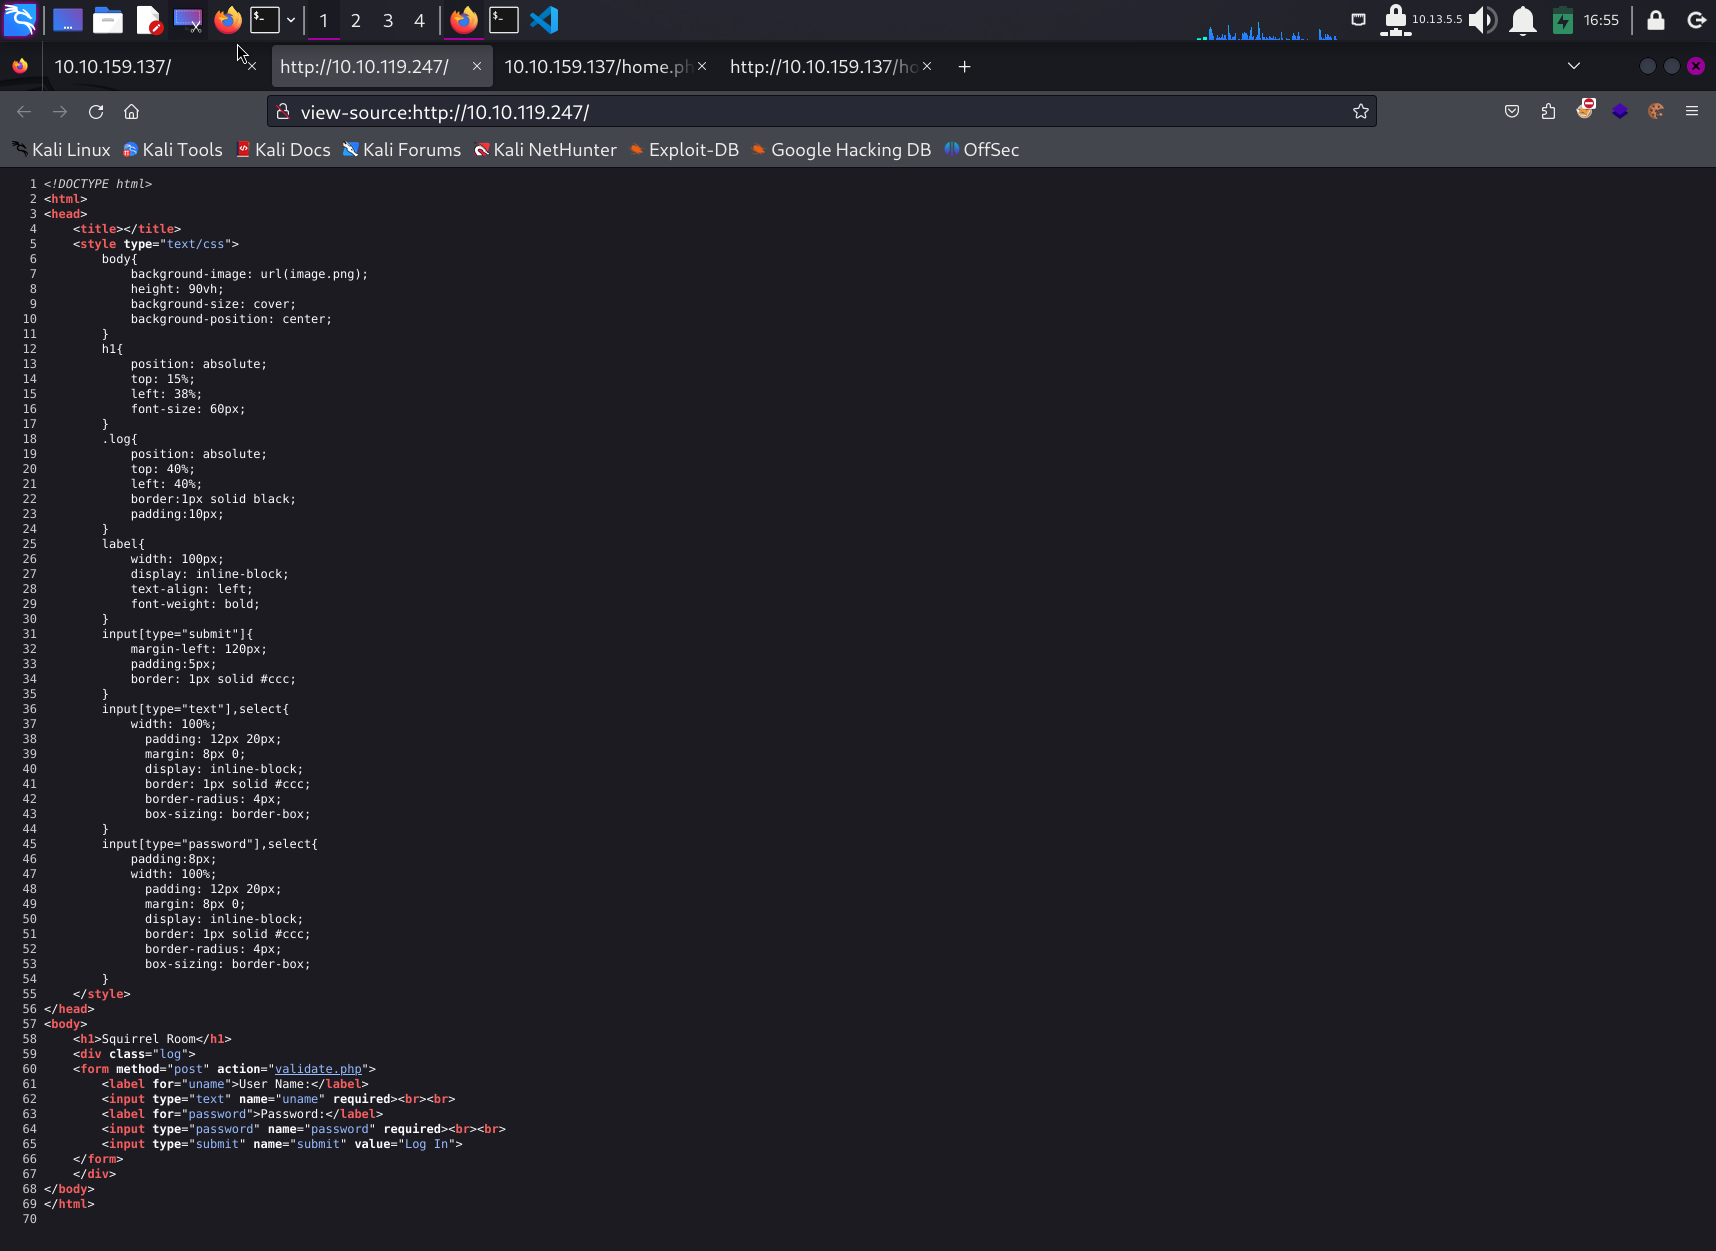 1 2 3 4 10.13.5.5 16:55
10.10.159.137/ http://10.10.119.247/ 10.10.159.137/home.ph http://10.10.159.137/ho
view-source:http://10.10.119.247/
Kali Linux Kali Tools Kali Docs Kali Forums Kali NetHunter Exploit-DB Google Hacking DB OffSec
1 <!DOCTYPE html>
2 <html>
3 <head>
4     <title></title>
5     <style type="text/css">
6         body{
7             background-image: url(image.png);
8             height: 90vh;
9             background-size: cover;
10             background-position: center;
11         }
12         h1{
13             position: absolute;
14             top: 15%;
15             left: 38%;
16             font-size: 60px;
17         }
18         .log{
19             position: absolute;
20             top: 40%;
21             left: 40%;
22             border:1px solid black;
23             padding:10px;
24         }
25         label{
26             width: 100px;
27             display: inline-block;
28             text-align: left;
29             font-weight: bold;
30         }
31         input[type="submit"]{
32             margin-left: 120px;
33             padding:5px;
34             border: 1px solid #ccc;
35         }
36         input[type="text"],select{
37             width: 100%;
38               padding: 12px 20px;
39               margin: 8px 0;
40               display: inline-block;
41               border: 1px solid #ccc;
42               border-radius: 4px;
43               box-sizing: border-box;
44         }
45         input[type="password"],select{
46             padding:8px;
47             width: 100%;
48               padding: 12px 20px;
49               margin: 8px 0;
50               display: inline-block;
51               border: 1px solid #ccc;
52               border-radius: 4px;
53               box-sizing: border-box;
54         }
55     </style>
56 </head>
57 <body>
58     <h1>Squirrel Room</h1>
59     <div class="log">
60     <form method="post" action="validate.php">
61         <label for="uname">User Name:</label>
62         <input type="text" name="uname" required><br><br>
63         <label for="password">Password:</label>
64         <input type="password" name="password" required><br><br>
65         <input type="submit" name="submit" value="Log In">
66     </form>
67     </div>
68 </body>
69 </html>
70